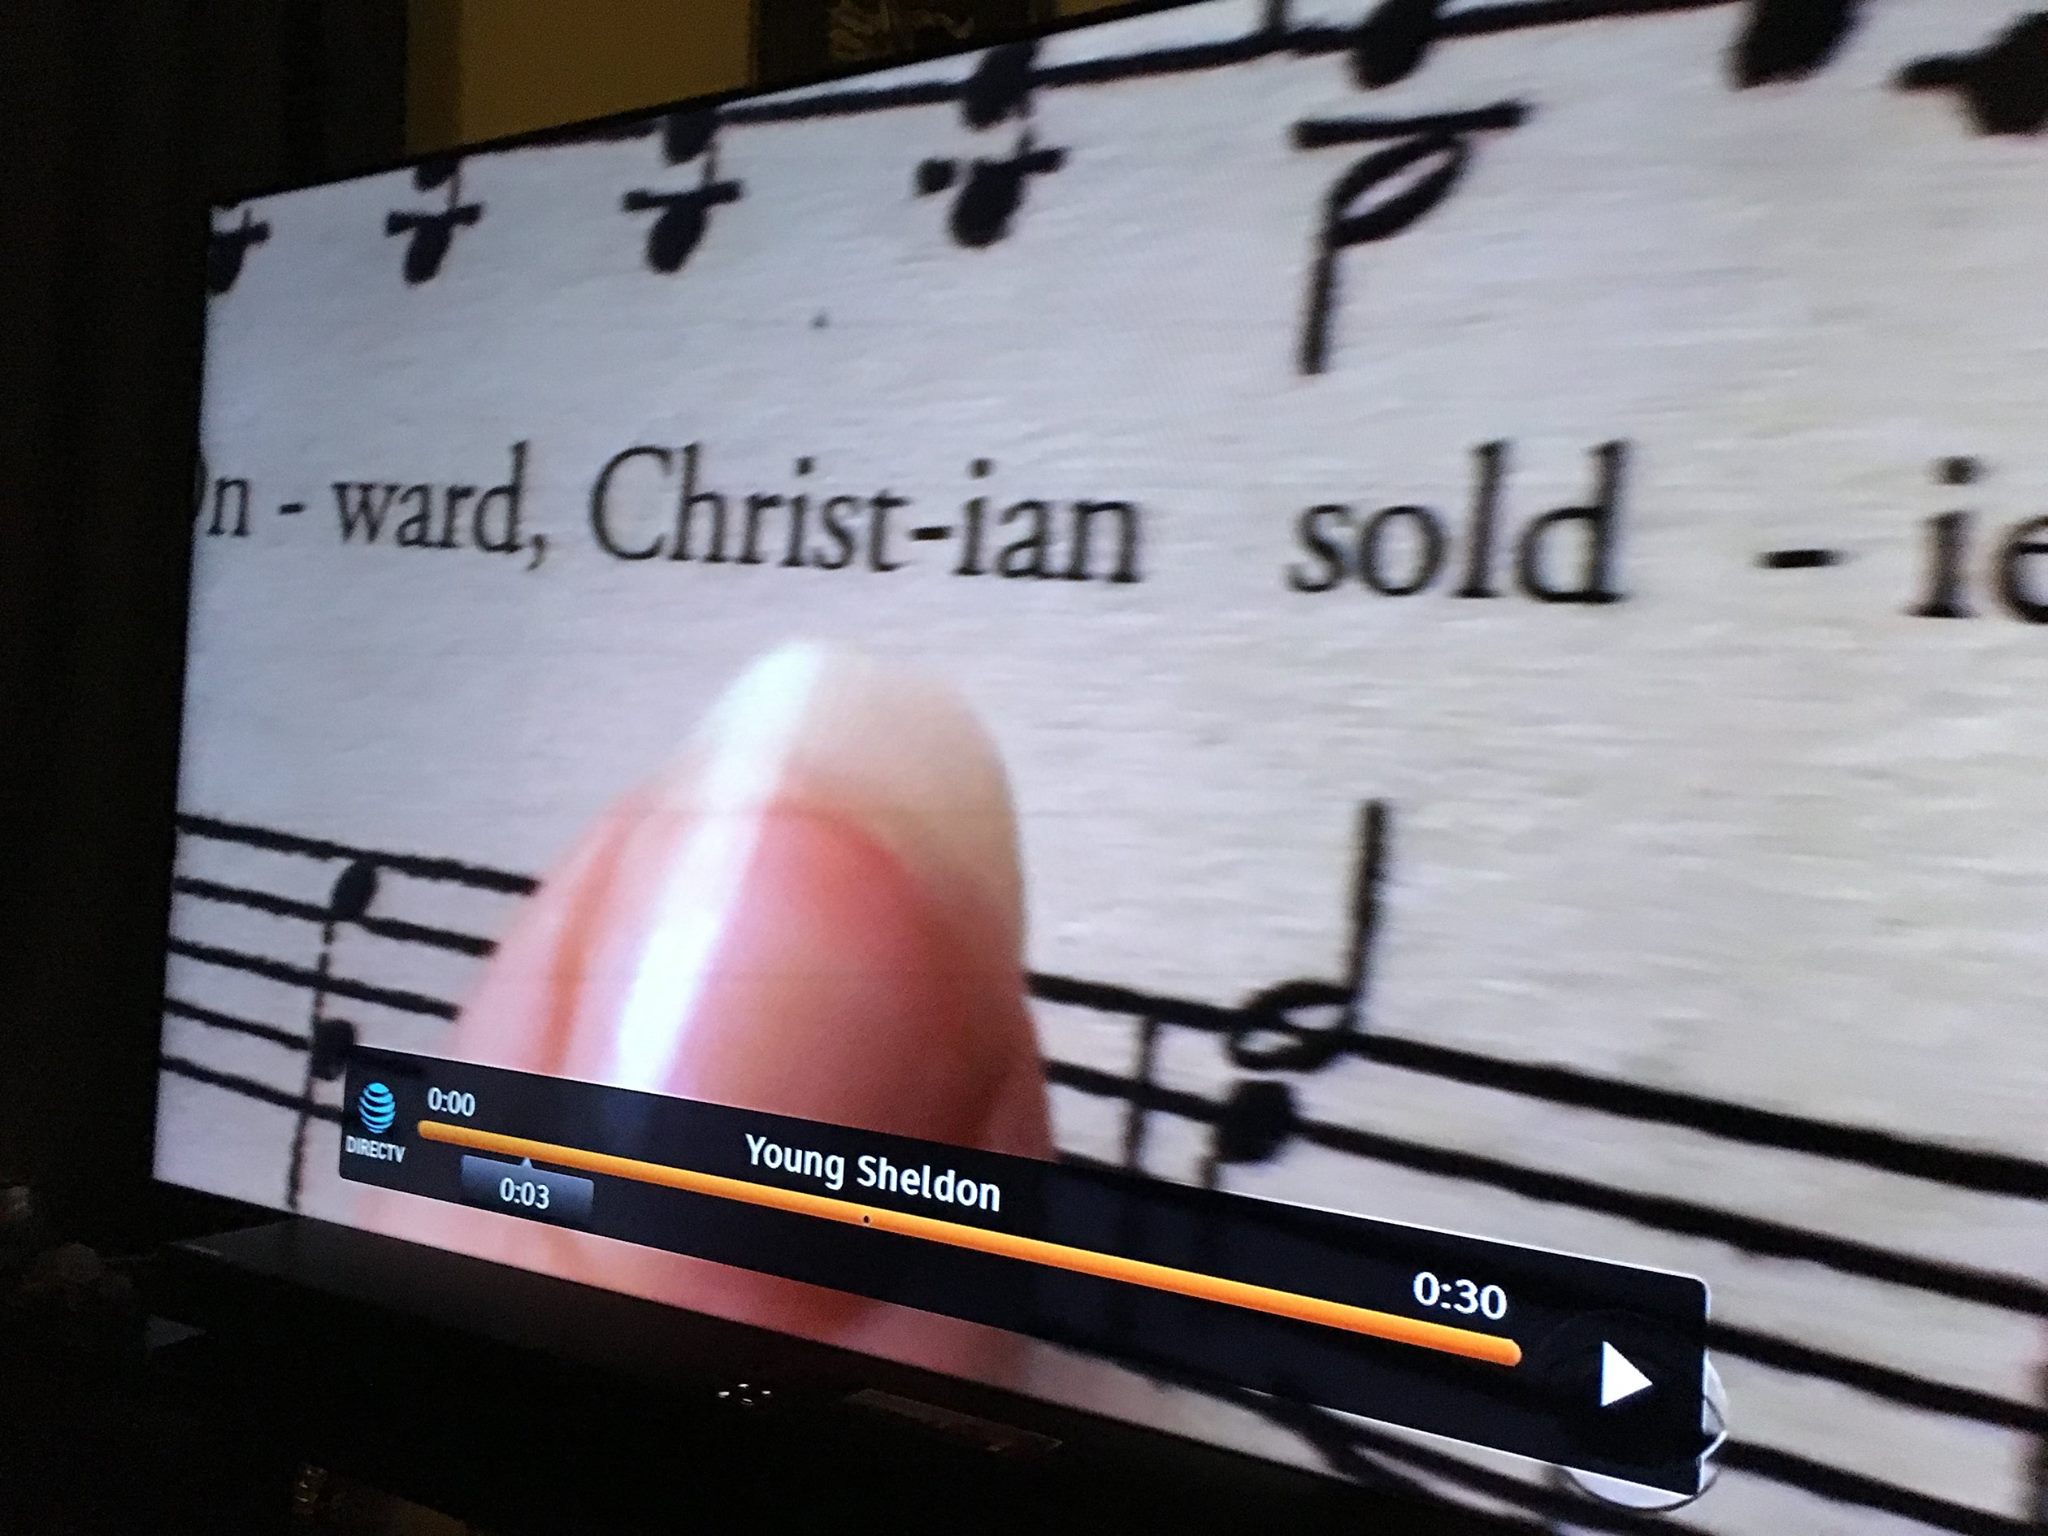 n - ward, Christ-ian sold - ie
0:00
DIRECTV
Young Sheldon
0:03
0:30